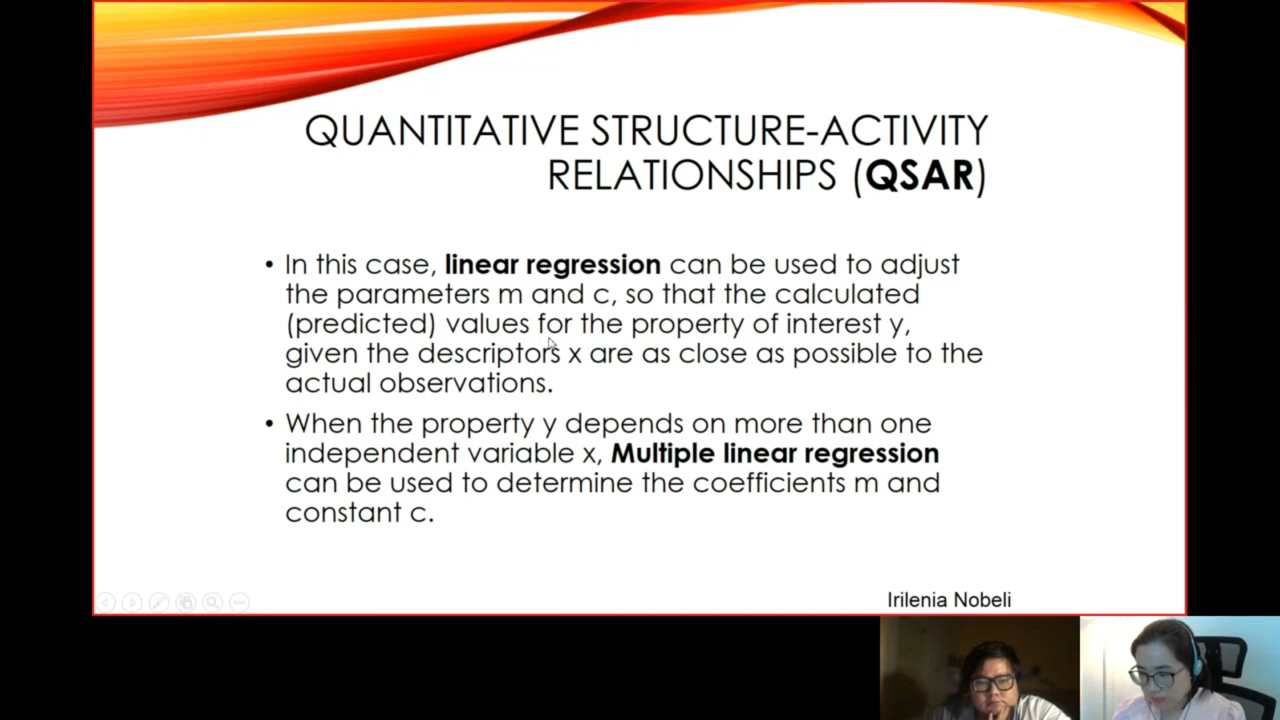 QUANTITATIVE STRUCTURE-ACTIVITY
RELATIONSHIPS (QSAR)
• In this case, linear regression can be used to adjust
the parameters m and c, so that the calculated
(predicted) values for the property of interest y,
given the descriptors x are as close as possible to the
actual observations.
• When the property y depends on more than one
independent variable x, Multiple linear regression
can be used to determine the coefficients m and
constant c.
Irilenia Nobeli